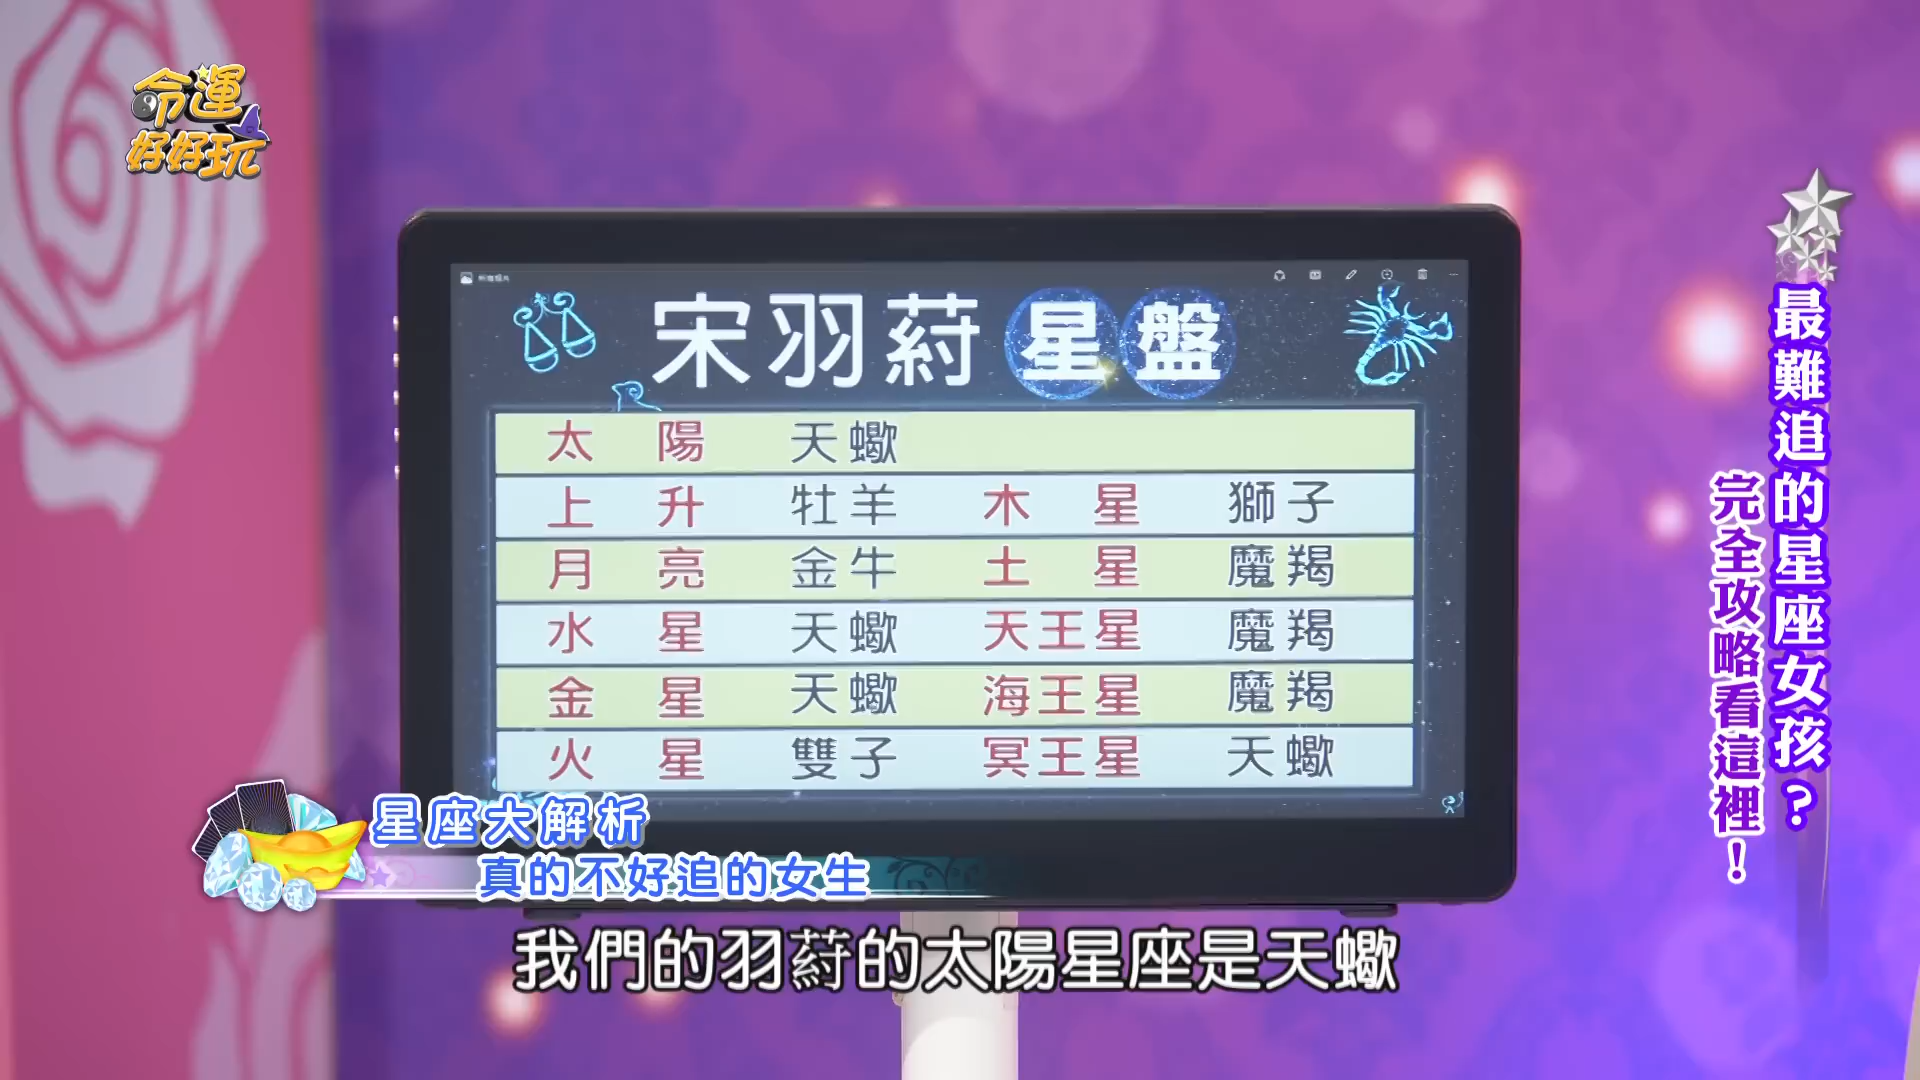 命運
好好玩
宋羽葤星盤
太陽 天蠍
上升 牡羊 木星 獅子
月亮 金牛 土星 魔羯
水星 天蠍 天王星 魔羯
金星 天蠍 海王星 魔羯
火星 雙子 冥王星 天蠍
最難追的星座女孩？
完全攻略看這裡！
星座大解析
真的不好追的女生
我們的羽葤的太陽星座是天蠍